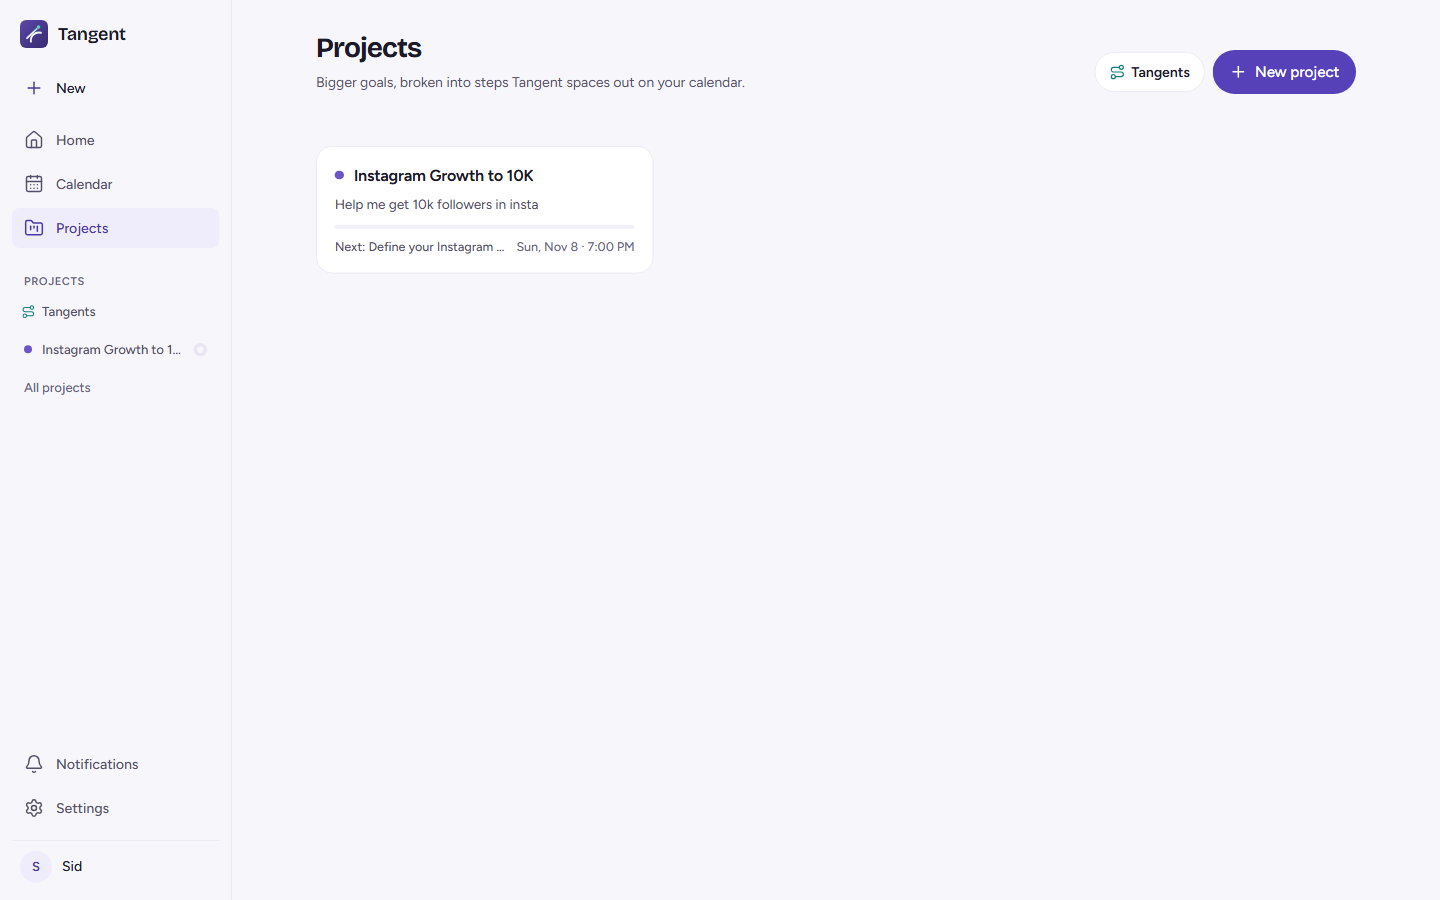 Tangent
New
Home
Calendar
Projects
PROJECTS
Tangents
Instagram Growth to 1...
All projects
Notifications
Settings
S
Sid
Projects
Bigger goals, broken into steps Tangent spaces out on your calendar.
Tangents
New project
Instagram Growth to 10K
Help me get 10k followers in insta
Next: Define your Instagram ... Sun, Nov 8 · 7:00 PM